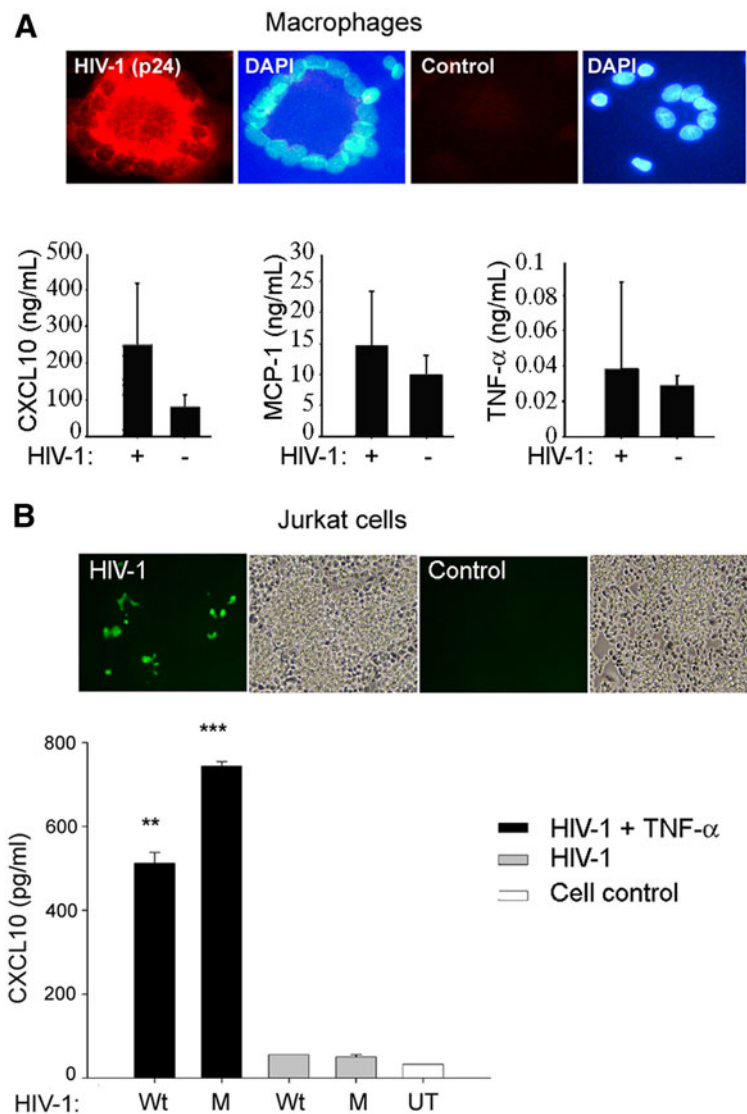 A
Macrophages
HIV-1 (p24)
DAPI
Control
DAPI
CXCL10 (ng/mL)
500
400
300
200
100
0
HIV-1: + -
MCP-1 (ng/mL)
30
25
20
15
10
5
0
HIV-1: + -
TNF-α (ng/mL)
0.1
0.08
0.06
0.04
0.02
0
HIV-1: + -
B
Jurkat cells
HIV-1
Control
CXCL10 (pg/ml)
800
600
400
200
0
**
***
HIV-1 + TNF-α
HIV-1
Cell control
HIV-1: Wt M Wt M UT